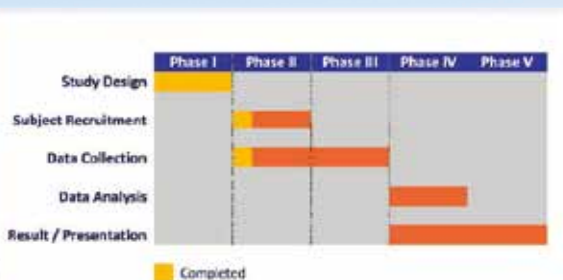 Phase I Phase II Phase III Phase IV Phase V
Study Design
Subject Recruitment
Data Collection
Data Analysis
Result / Presentation
Completed